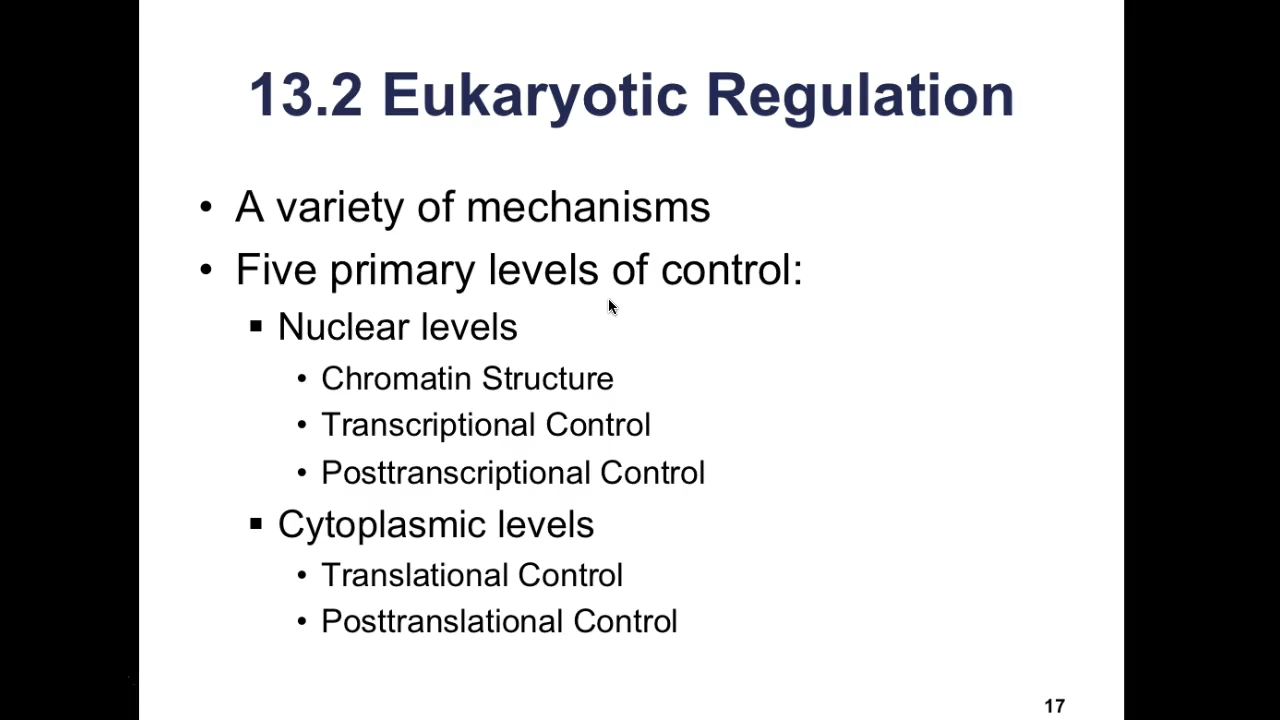 13.2 Eukaryotic Regulation
• A variety of mechanisms
• Five primary levels of control:
▪ Nuclear levels
• Chromatin Structure
• Transcriptional Control
• Posttranscriptional Control
▪ Cytoplasmic levels
• Translational Control
• Posttranslational Control
17